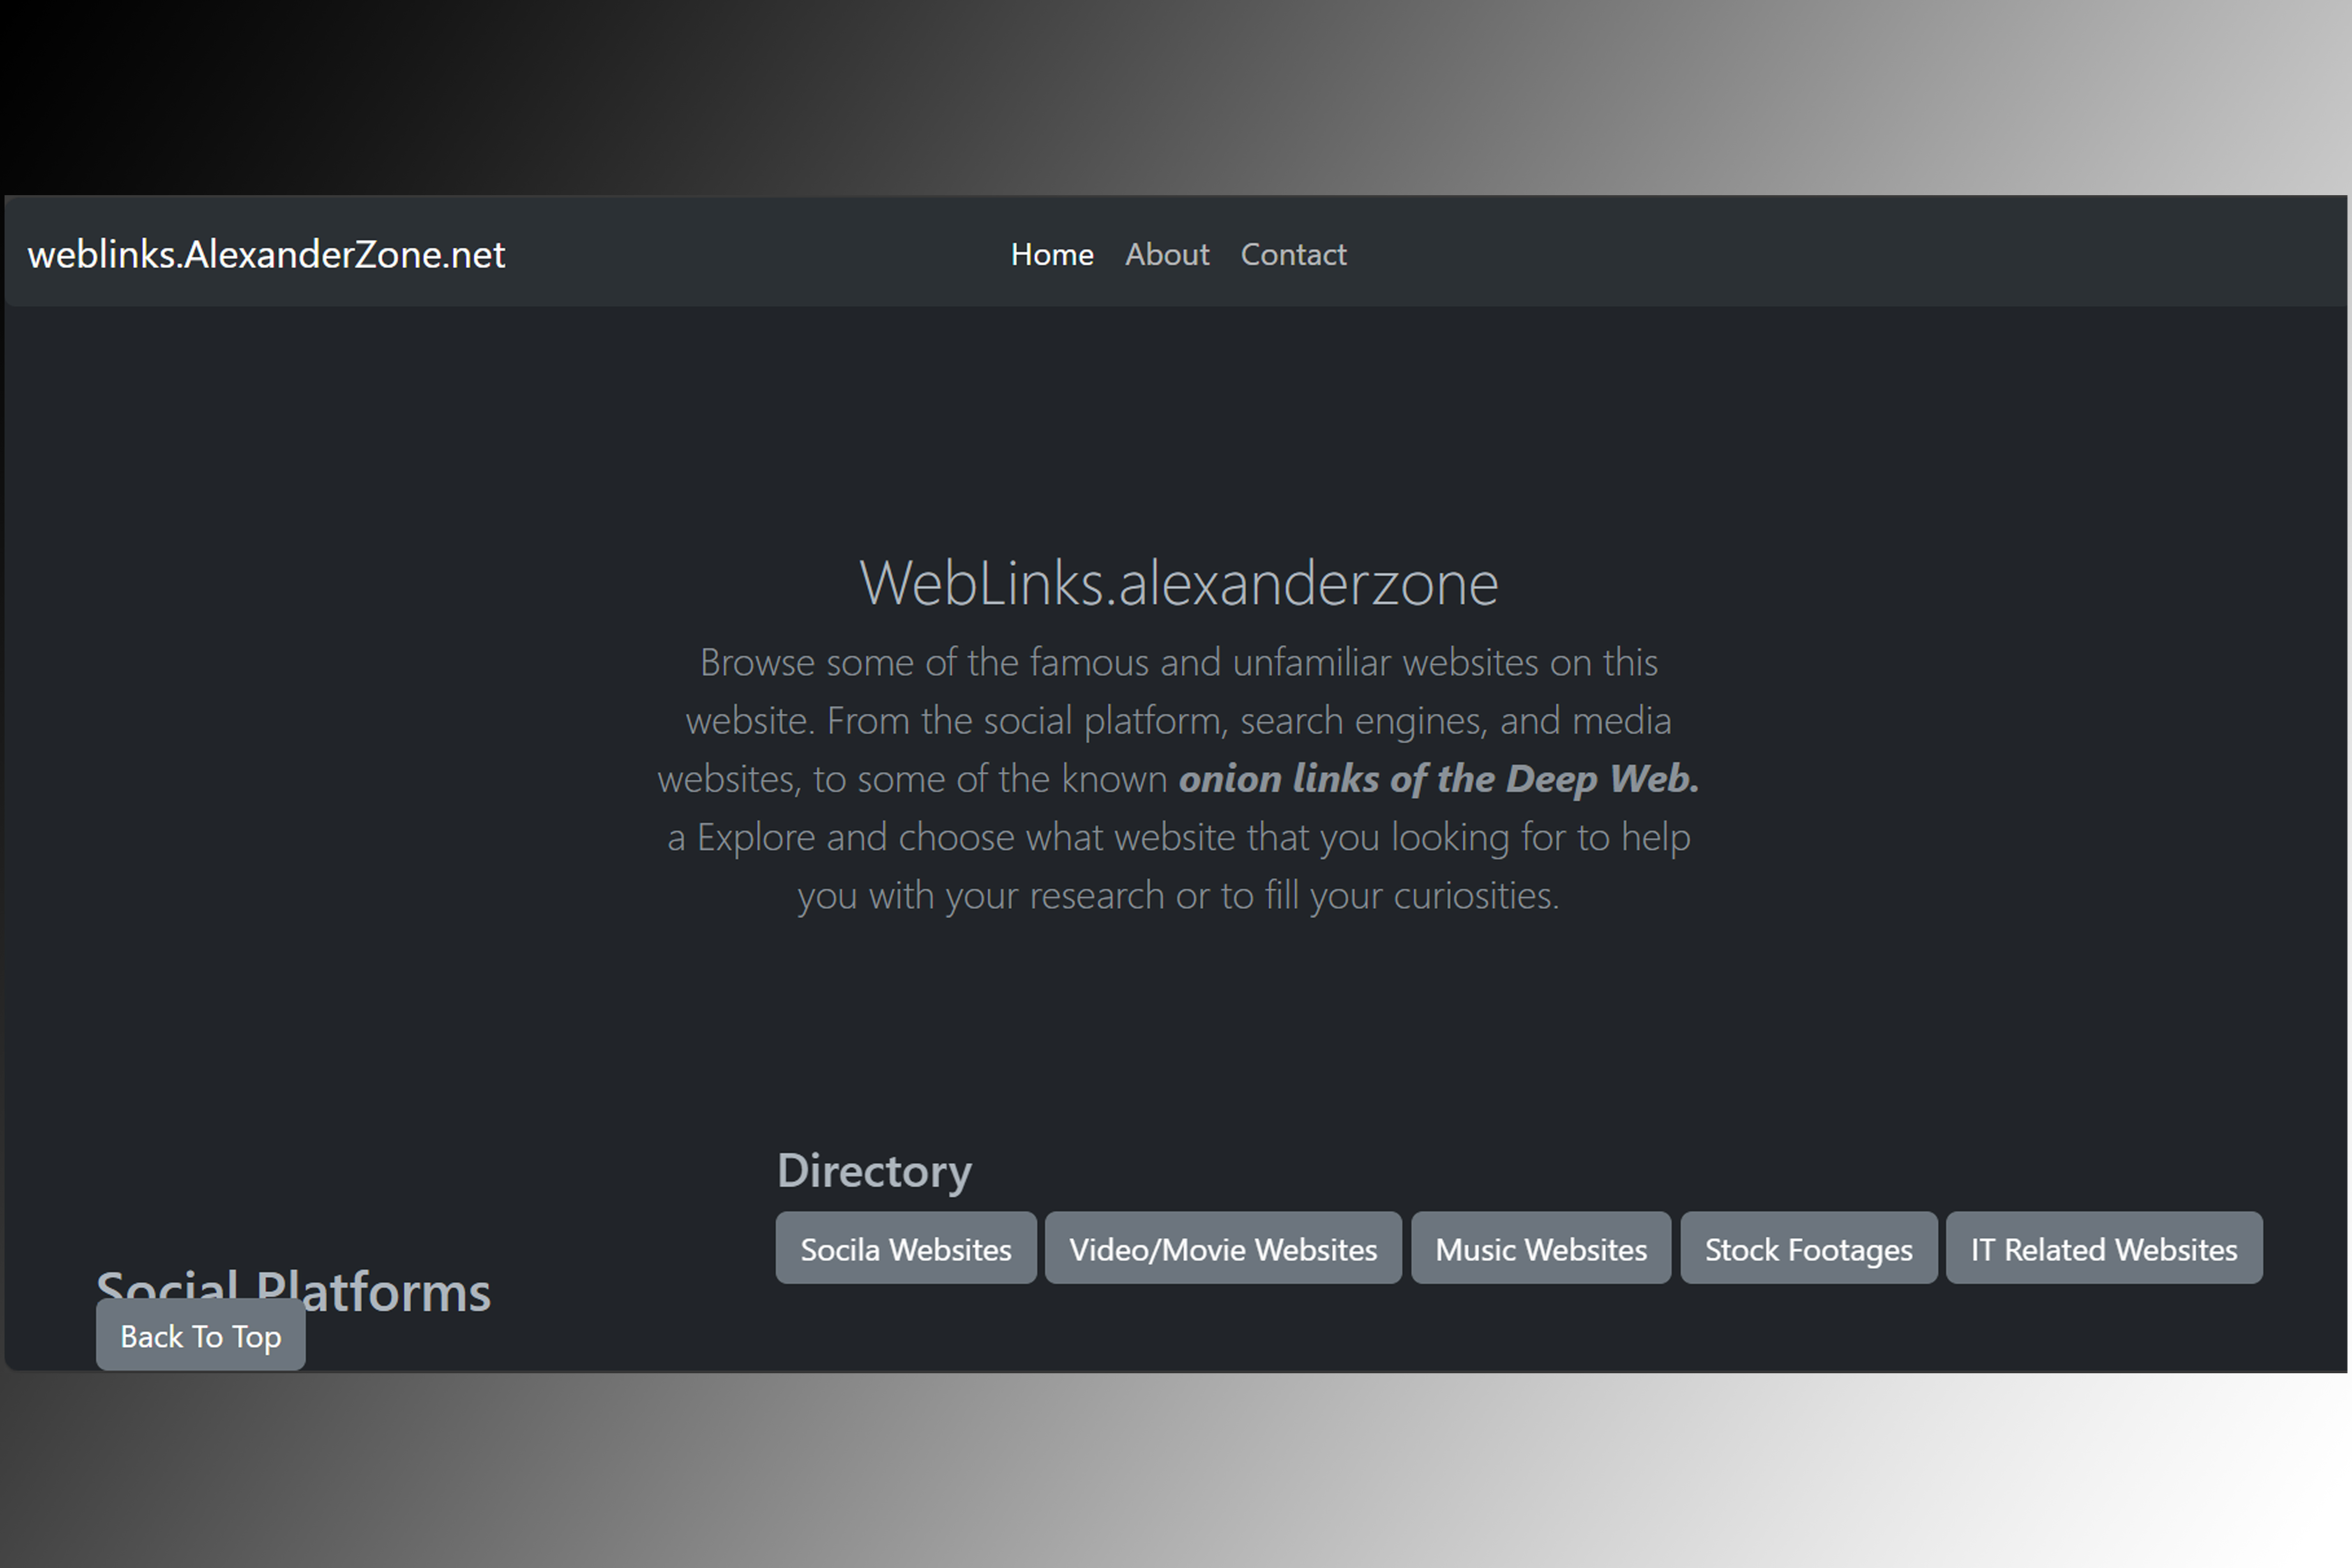 weblinks.AlexanderZone.net
Home About Contact
WebLinks.alexanderzone
Browse some of the famous and unfamiliar websites on this
website. From the social platform, search engines, and media
websites, to some of the known onion links of the Deep Web.
a Explore and choose what website that you looking for to help
you with your research or to fill your curiosities.
Directory
Socila Websites Video/Movie Websites Music Websites Stock Footages IT Related Websites
Social Platforms
Back To Top